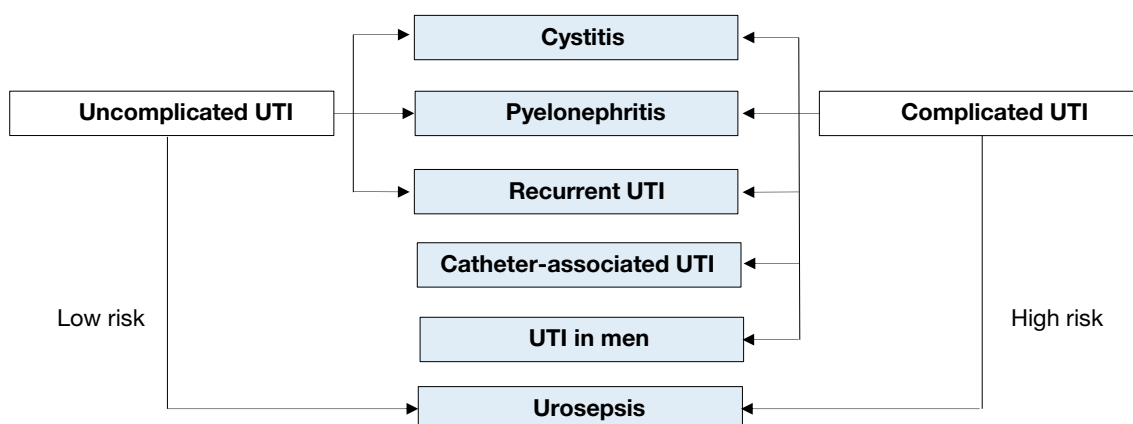 Cystitis
Uncomplicated UTI
Pyelonephritis
Complicated UTI
Recurrent UTI
Catheter-associated UTI
Low risk
UTI in men
High risk
Urosepsis